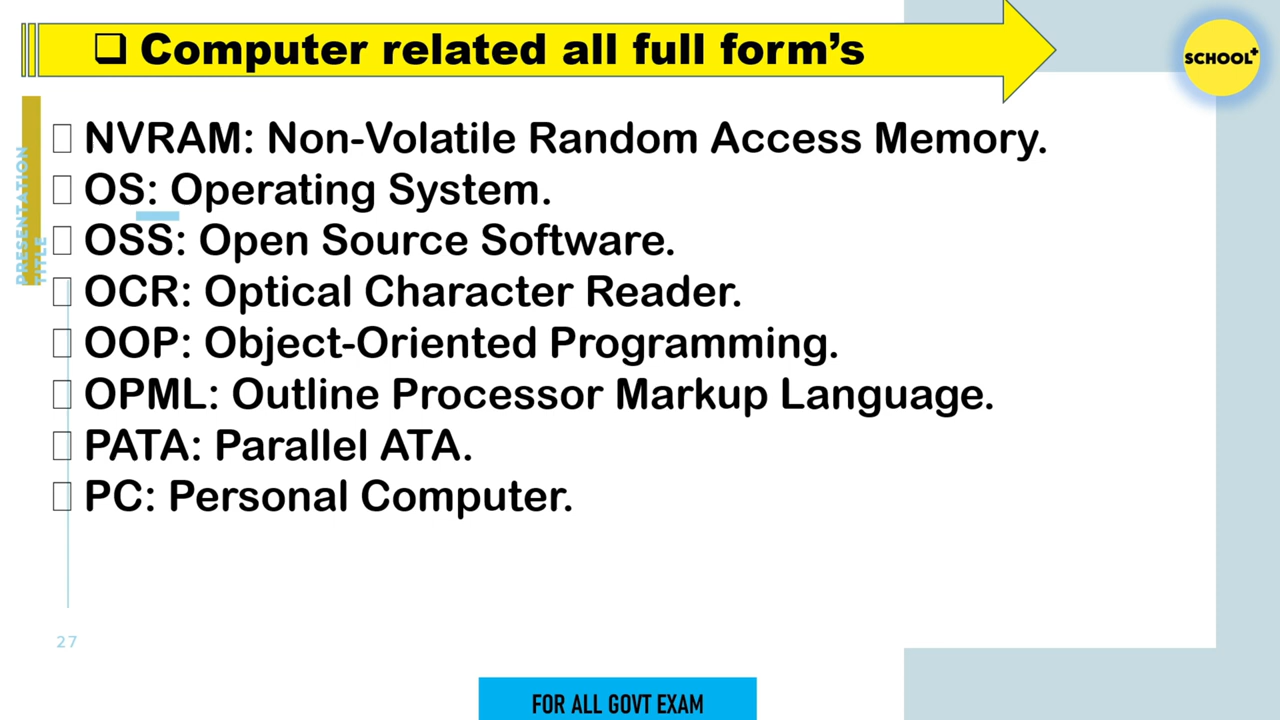 ❑ Computer related all full form’s
SCHOOL+
PRESENTATION
TITLE
NVRAM: Non-Volatile Random Access Memory.
OS: Operating System.
OSS: Open Source Software.
OCR: Optical Character Reader.
OOP: Object-Oriented Programming.
OPML: Outline Processor Markup Language.
PATA: Parallel ATA.
PC: Personal Computer.
27
FOR ALL GOVT EXAM